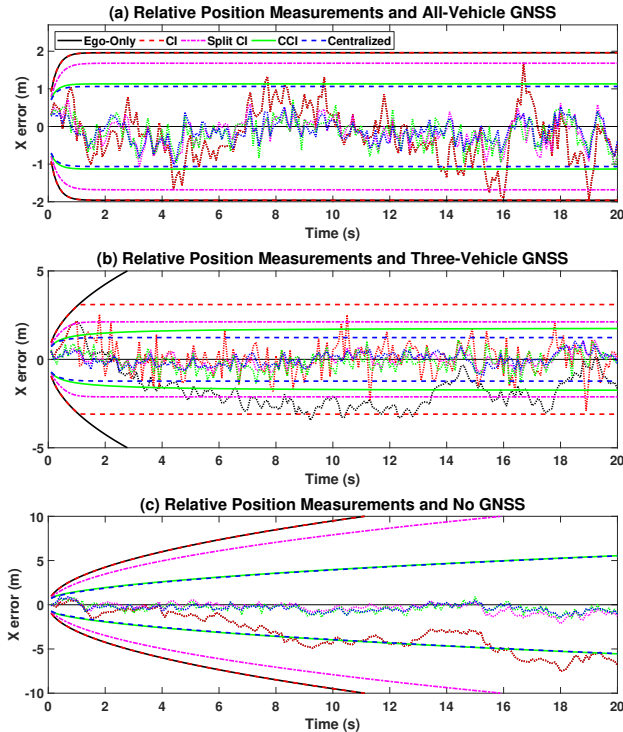 (a) Relative Position Measurements and All-Vehicle GNSS
Ego-Only CI Split CI CCI Centralized
2
1
0
-1
-2
X error (m)
0 2 4 6 8 10 12 14 16 18 20
Time (s)
(b) Relative Position Measurements and Three-Vehicle GNSS
5
0
-5
X error (m)
0 2 4 6 8 10 12 14 16 18 20
Time (s)
(c) Relative Position Measurements and No GNSS
10
5
0
-5
-10
X error (m)
0 2 4 6 8 10 12 14 16 18 20
Time (s)